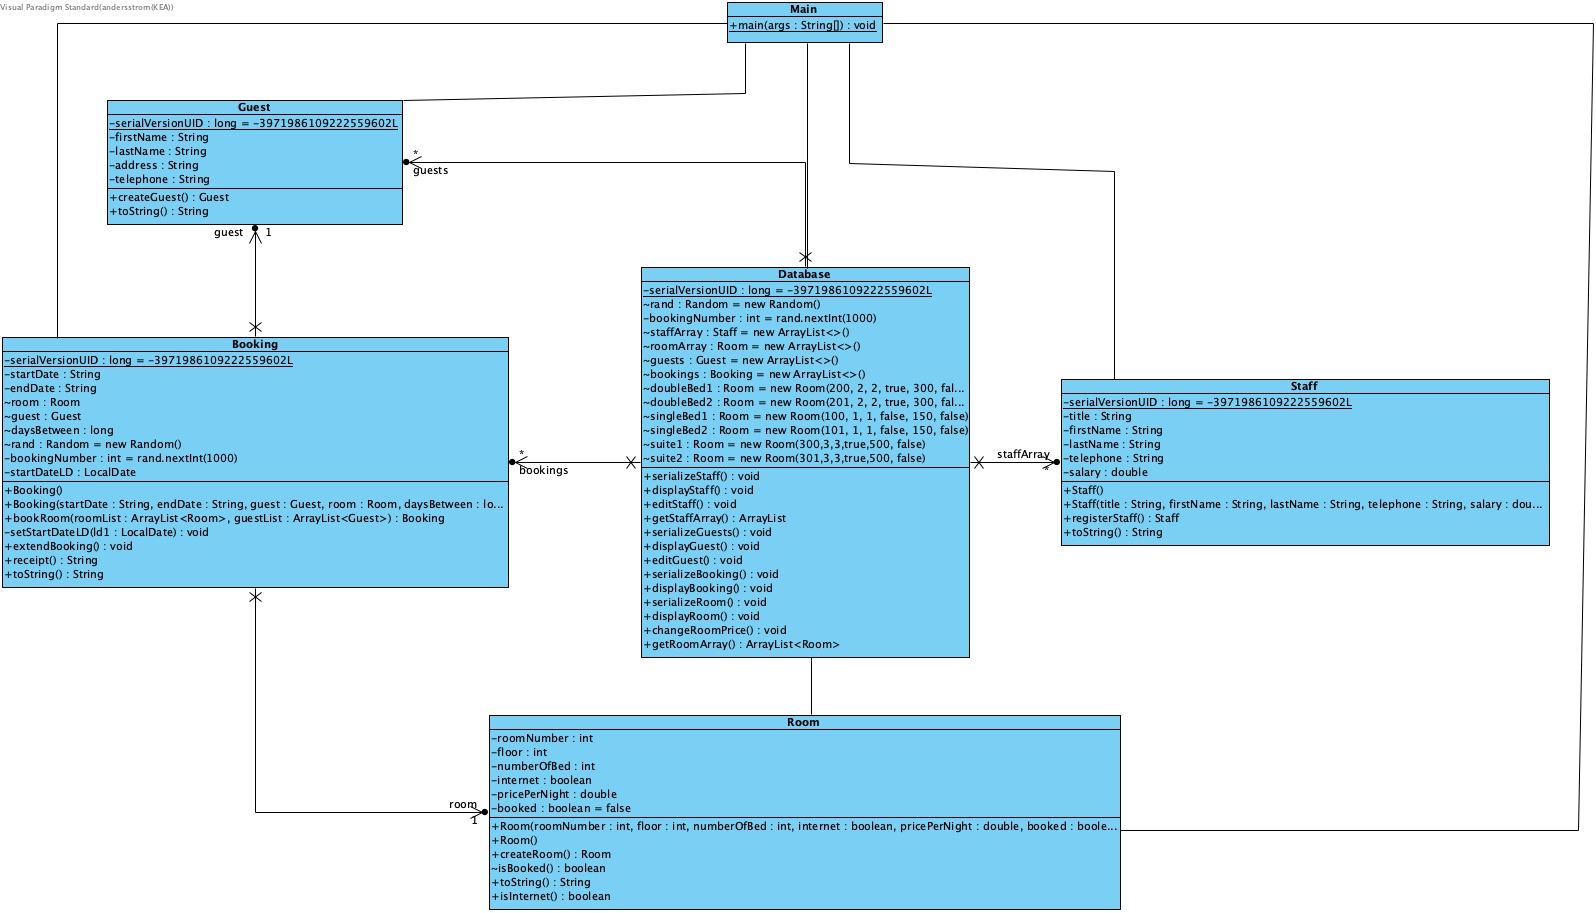 Visual Paradigm Standard(andersstrom(KEA))
Main
+main(args : String[]) : void
Guest
-serialVersionUID : long = -3971986109222559602L
-firstName : String
-lastName : String
-address : String
-telephone : String
+createGuest() : Guest
+toString() : String
*
guests
guest 1
Booking
-serialVersionUID : long = -3971986109222559602L
-startDate : String
-endDate : String
~room : Room
~guest : Guest
~daysBetween : long
~rand : Random = new Random()
-bookingNumber : int = rand.nextInt(1000)
-startDateLD : LocalDate
+Booking()
+Booking(startDate : String, endDate : String, guest : Guest, room : Room, daysBetween : lo...
+bookRoom(roomList : ArrayList<Room>, guestList : ArrayList<Guest>) : Booking
-setStartDateLD(ld1 : LocalDate) : void
+extendBooking() : void
+receipt() : String
+toString() : String
*
bookings
Database
-serialVersionUID : long = -3971986109222559602L
~rand : Random = new Random()
-bookingNumber : int = rand.nextInt(1000)
~staffArray : Staff = new ArrayList<>()
~roomArray : Room = new ArrayList<>()
~guests : Guest = new ArrayList<>()
~bookings : Booking = new ArrayList<>()
~doubleBed1 : Room = new Room(200, 2, 2, true, 300, fal...
~doubleBed2 : Room = new Room(201, 2, 2, true, 300, fal...
~singleBed1 : Room = new Room(100, 1, 1, false, 150, false)
~singleBed2 : Room = new Room(101, 1, 1, false, 150, false)
~suite1 : Room = new Room(300,3,3,true,500, false)
~suite2 : Room = new Room(301,3,3,true,500, false)
+serializeStaff() : void
+displayStaff() : void
+editStaff() : void
+getStaffArray() : ArrayList
+serializeGuests() : void
+displayGuest() : void
+editGuest() : void
+serializeBooking() : void
+displayBooking() : void
+serializeRoom() : void
+displayRoom() : void
+changeRoomPrice() : void
+getRoomArray() : ArrayList<Room>
staffArray
*
Staff
-serialVersionUID : long = -3971986109222559602L
-title : String
-firstName : String
-lastName : String
-telephone : String
-salary : double
+Staff()
+Staff(title : String, firstName : String, lastName : String, telephone : String, salary : dou...
+registerStaff() : Staff
+toString() : String
room
1
Room
-roomNumber : int
-floor : int
-numberOfBed : int
-internet : boolean
-pricePerNight : double
-booked : boolean = false
+Room(roomNumber : int, floor : int, numberOfBed : int, internet : boolean, pricePerNight : double, booked : boole...
+Room()
+createRoom() : Room
~isBooked() : boolean
+toString() : String
+isInternet() : boolean